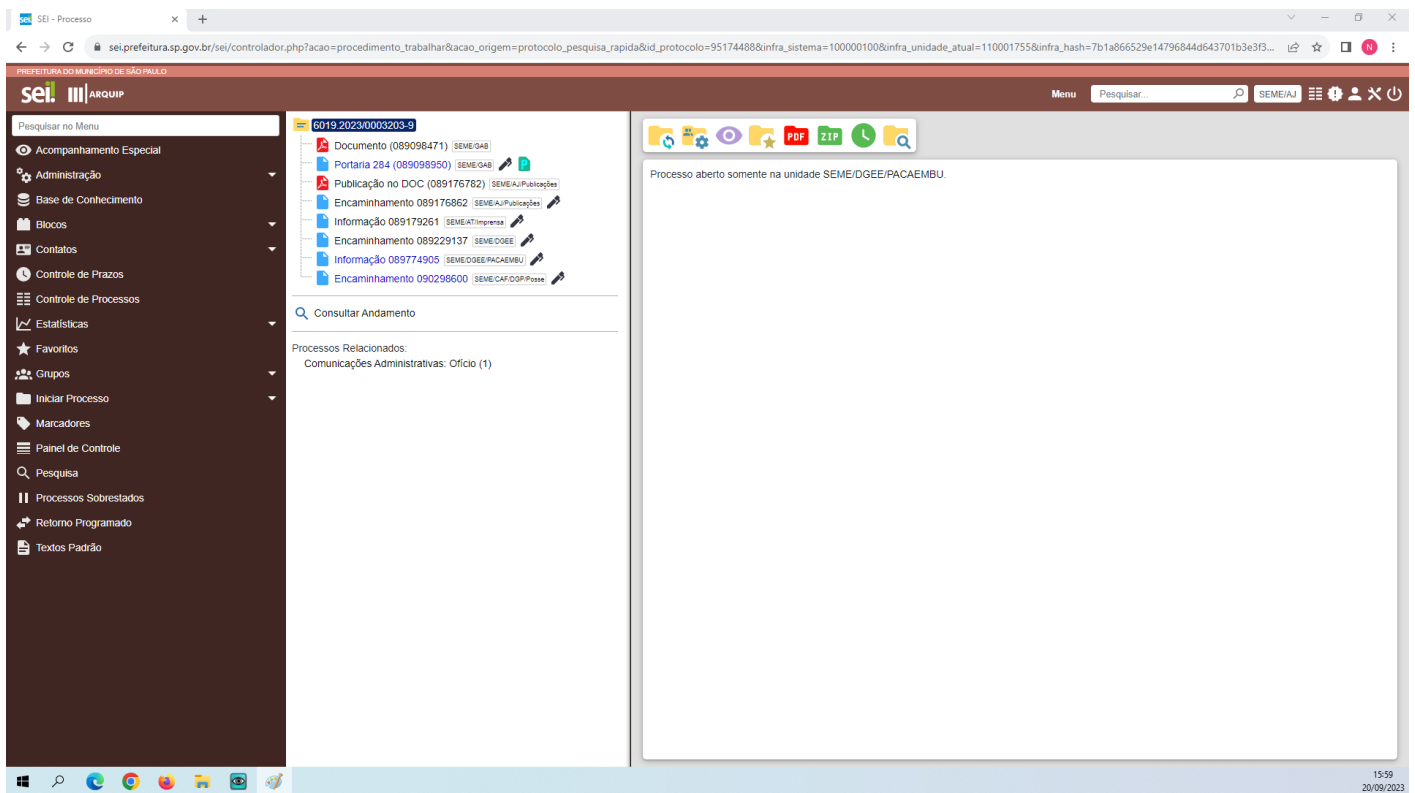 SEI - Processo
sei.prefeitura.sp.gov.br/sei/controlador.php?acao=procedimento_trabalhar&acao_origem=protocolo_pesquisa_rapida&id_protocolo=95174488&infra_sistema=100000100&infra_unidade_atual=110001755&infra_hash=7b1a866529e14796844d643701b3e3f3...
N
PREFEITURA DO MUNICÍPIO DE SÃO PAULO
sei! ARQUIP
Menu Pesquisar... SEME/AJ
Pesquisar no Menu
Acompanhamento Especial
Administração
Base de Conhecimento
Blocos
Contatos
Controle de Prazos
Controle de Processos
Estatísticas
Favoritos
Grupos
Iniciar Processo
Marcadores
Painel de Controle
Pesquisa
Processos Sobrestados
Retorno Programado
Textos Padrão
6019.2023/0003203-9
Documento (089098471) SEME/GAB
Portaria 284 (089098950) SEME/GAB P
Publicação no DOC (089176782) SEME/AJ/Publicações
Encaminhamento 089176862 SEME/AJ/Publicações
Informação 089179261 SEME/AT/Imprensa
Encaminhamento 089229137 SEME/DGEE
Informação 089774905 SEME/DGEE/PACAEMBU
Encaminhamento 090298600 SEME/CAF/DGP/Posse
Consultar Andamento
Processos Relacionados:
Comunicações Administrativas: Ofício (1)
PDF ZIP
Processo aberto somente na unidade SEME/DGEE/PACAEMBU.
15:59
20/09/2023